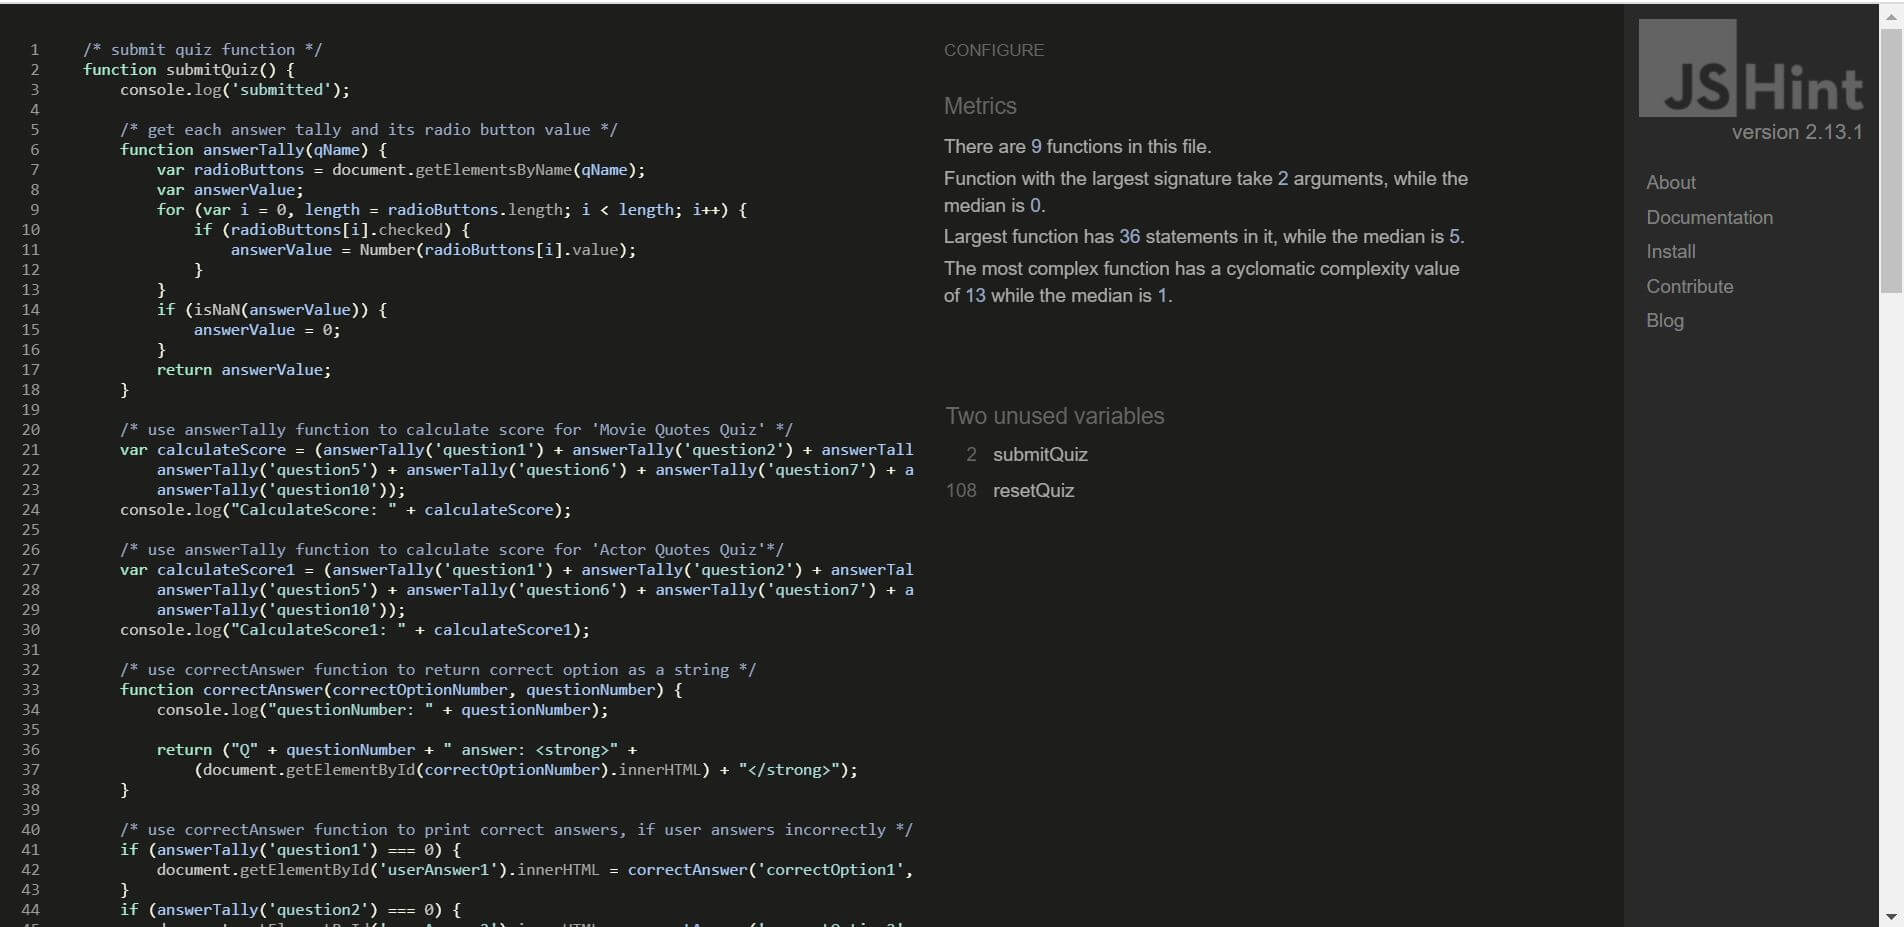 1 /* submit quiz function */
2 function submitQuiz() {
3 console.log('submitted');
4
5 /* get each answer tally and its radio button value */
6 function answerTally(qName) {
7 var radioButtons = document.getElementsByName(qName);
8 var answerValue;
9 for (var i = 0, length = radioButtons.length; i < length; i++) {
10 if (radioButtons[i].checked) {
11 answerValue = Number(radioButtons[i].value);
12 }
13 }
14 if (isNaN(answerValue)) {
15 answerValue = 0;
16 }
17 return answerValue;
18 }
19
20 /* use answerTally function to calculate score for 'Movie Quotes Quiz' */
21 var calculateScore = (answerTally('question1') + answerTally('question2') + answerTall
22 answerTally('question5') + answerTally('question6') + answerTally('question7') + a
23 answerTally('question10'));
24 console.log("CalculateScore: " + calculateScore);
25
26 /* use answerTally function to calculate score for 'Actor Quotes Quiz'*/
27 var calculateScore1 = (answerTally('question1') + answerTally('question2') + answerTal
28 answerTally('question5') + answerTally('question6') + answerTally('question7') + a
29 answerTally('question10'));
30 console.log("CalculateScore1: " + calculateScore1);
31
32 /* use correctAnswer function to return correct option as a string */
33 function correctAnswer(correctOptionNumber, questionNumber) {
34 console.log("questionNumber: " + questionNumber);
35
36 return ("Q" + questionNumber + " answer: <strong>" +
37 (document.getElementById(correctOptionNumber).innerHTML) + "</strong>");
38 }
39
40 /* use correctAnswer function to print correct answers, if user answers incorrectly */
41 if (answerTally('question1') === 0) {
42 document.getElementById('userAnswer1').innerHTML = correctAnswer('correctOption1',
43 }
44 if (answerTally('question2') === 0) {
CONFIGURE
Metrics
There are 9 functions in this file.
Function with the largest signature take 2 arguments, while the
median is 0.
Largest function has 36 statements in it, while the median is 5.
The most complex function has a cyclomatic complexity value
of 13 while the median is 1.
Two unused variables
2 submitQuiz
108 resetQuiz
JSHint
version 2.13.1
About
Documentation
Install
Contribute
Blog